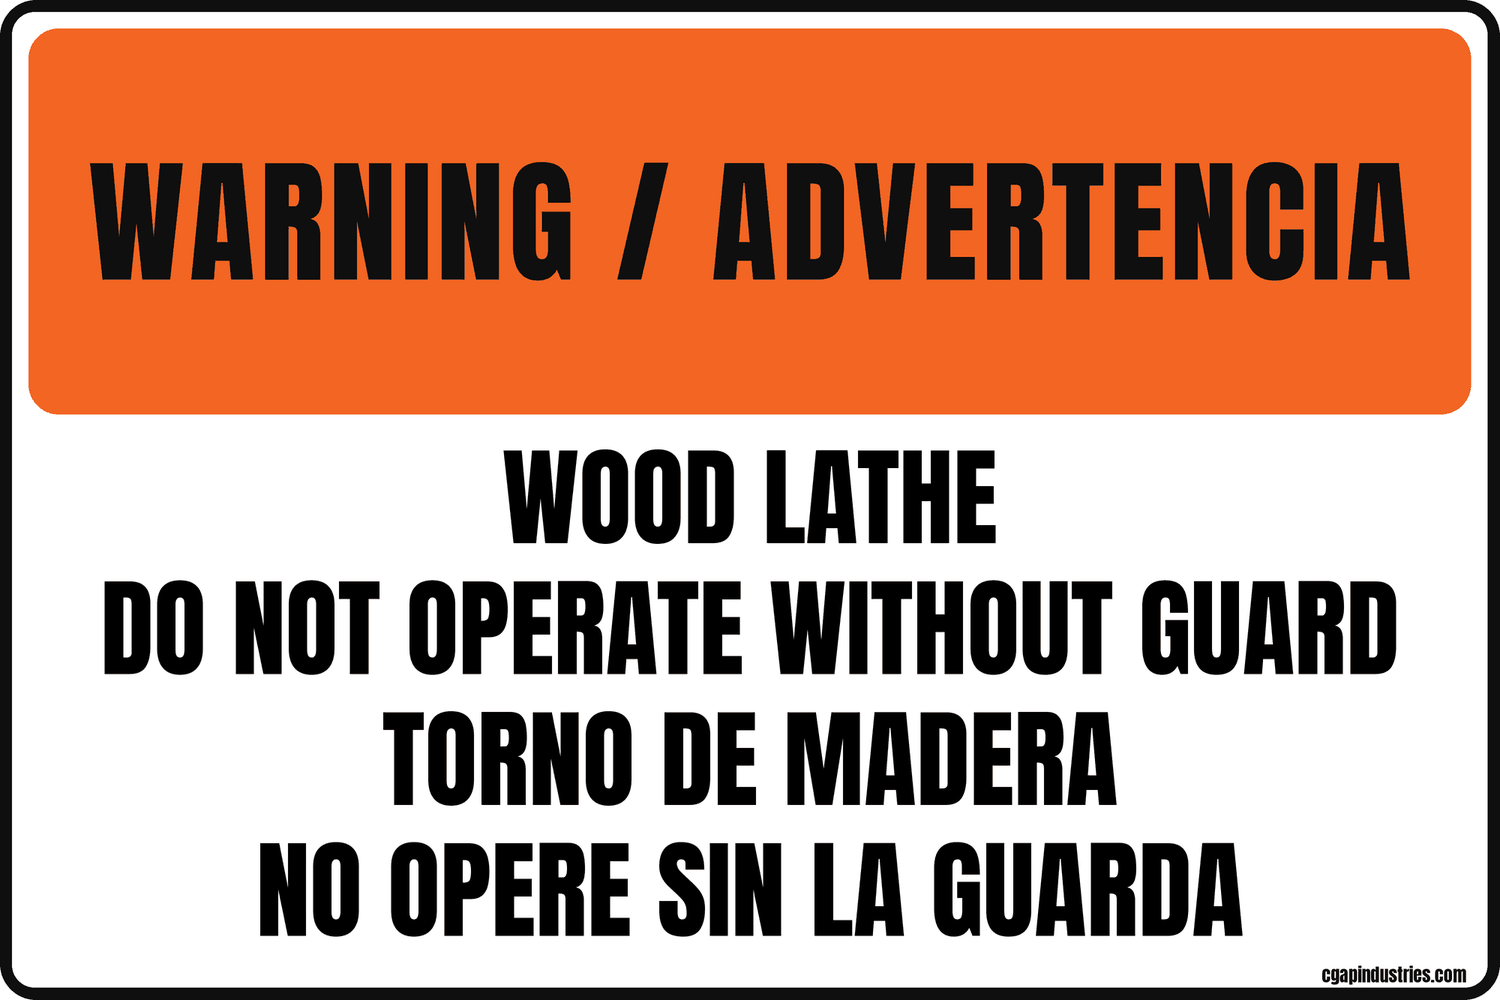 WARNING / ADVERTENCIA
WOOD LATHE
DO NOT OPERATE WITHOUT GUARD
TORNO DE MADERA
NO OPERE SIN LA GUARDA
cgapindustries.com